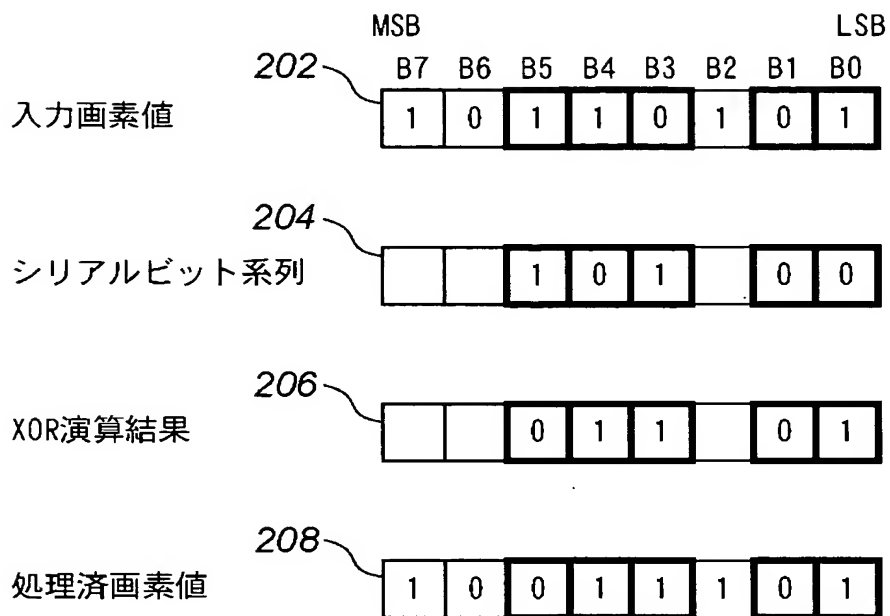 MSB LSB
202 B7 B6 B5 B4 B3 B2 B1 B0
入力画素値 1 0 1 1 0 1 0 1
204
シリアルビット系列 1 0 1 0 0
206
XOR演算結果 0 1 1 0 1
208
処理済画素値 1 0 0 1 1 1 0 1